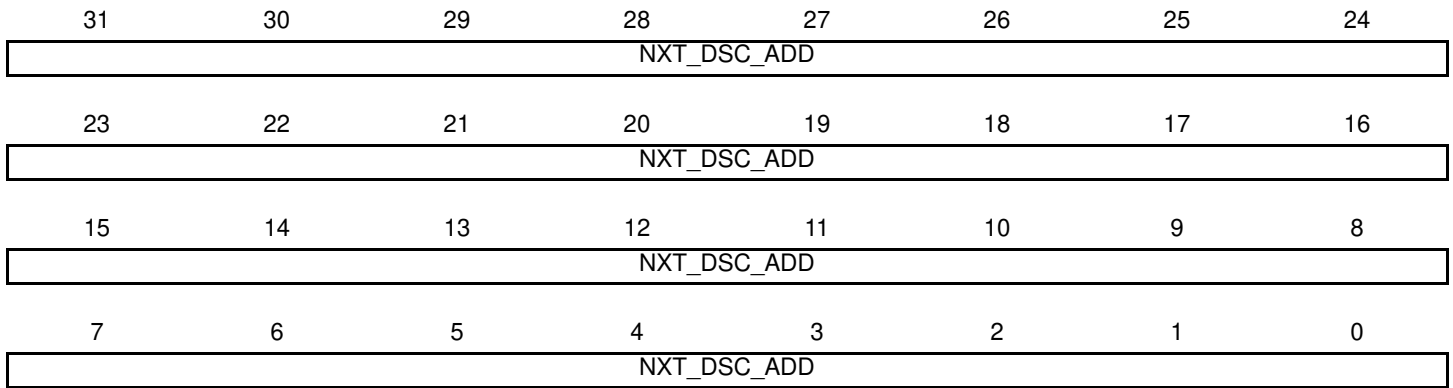 31 30 29 28 27 26 25 24
NXT_DSC_ADD
23 22 21 20 19 18 17 16
NXT_DSC_ADD
15 14 13 12 11 10 9 8
NXT_DSC_ADD
7 6 5 4 3 2 1 0
NXT_DSC_ADD